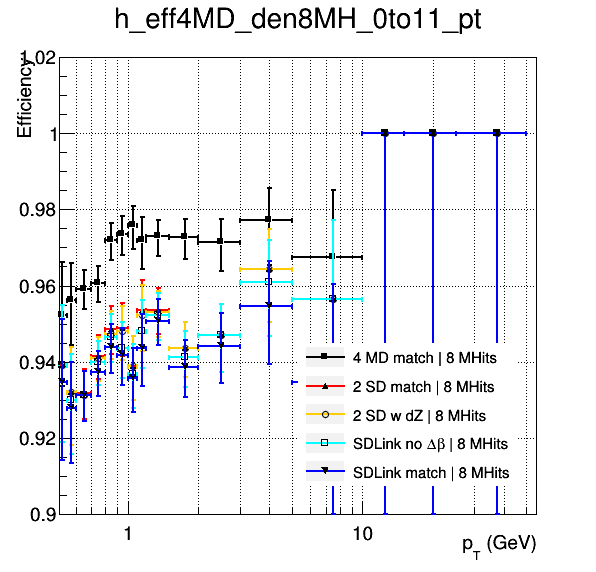 h_eff4MD_den8MH_0to11_pt
Efficiency
1.02
1
0.98
0.96
0.94
0.92
0.9
4 MD match | 8 MHits
2 SD match | 8 MHits
2 SD w dZ | 8 MHits
SDLink no Δβ | 8 MHits
SDLink match | 8 MHits
1 10
p_T (GeV)